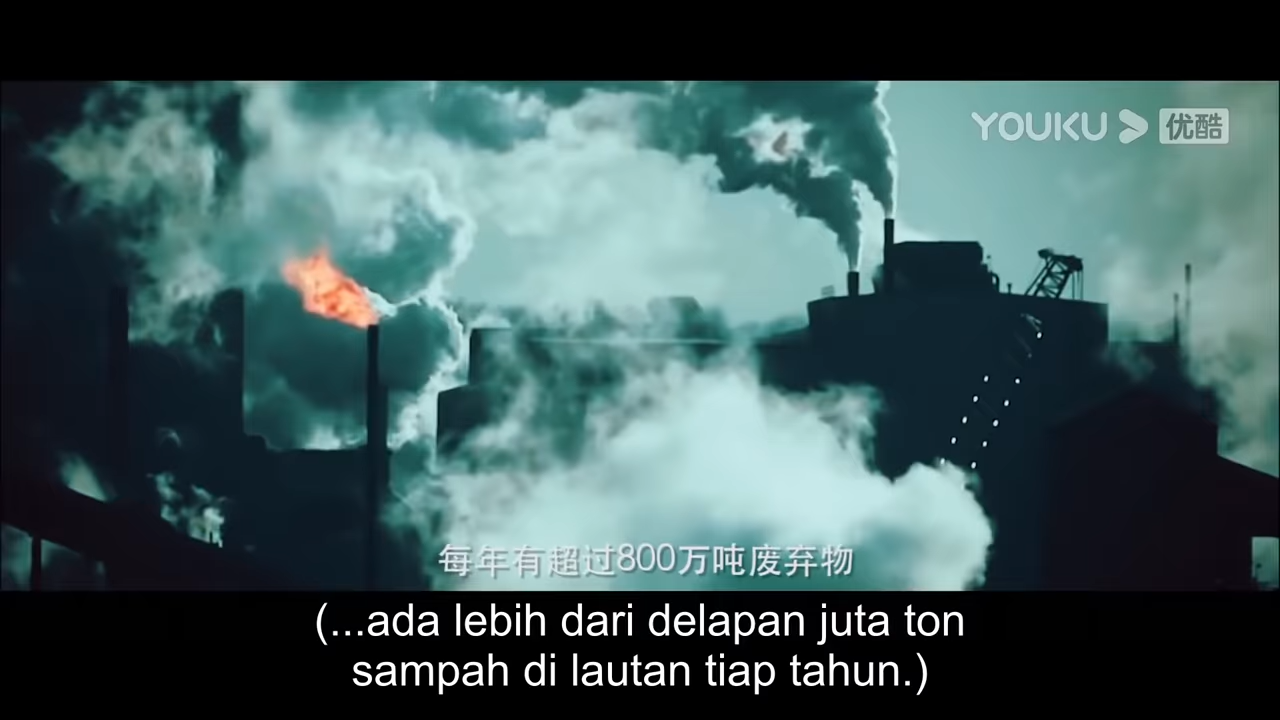 YOUKU 优酷
每年有超过800万吨废弃物
(...ada lebih dari delapan juta ton
sampah di lautan tiap tahun.)